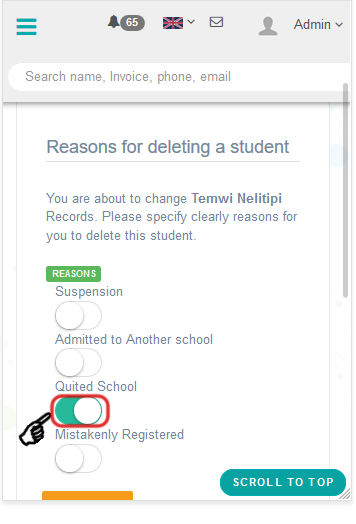 65
Admin
Search name, Invoice, phone, email
Reasons for deleting a student
You are about to change Temwi Nelitipi
Records. Please specify clearly reasons for
you to delete this student.
REASONS
Suspension
Admitted to Another school
Quited School
Mistakenly Registered
SCROLL TO TOP